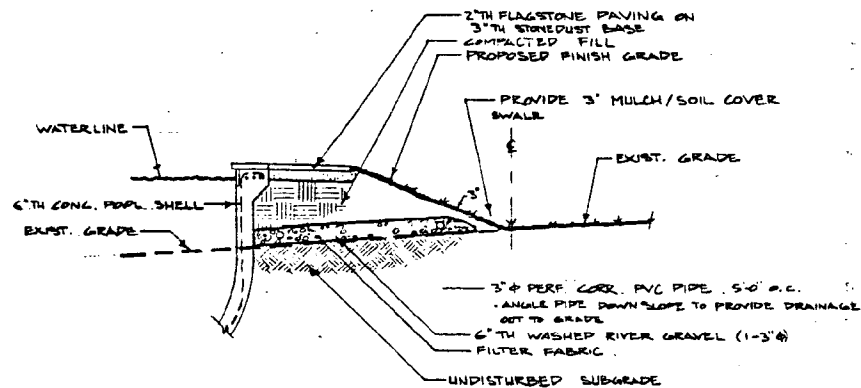 2"TH FLAGSTONE PAVING ON
3"TH STONEDUST BASE
COMPACTED FILL
PROPOSED FINISH GRADE
PROVIDE 3" MULCH/SOIL COVER
SWALE
WATERLINE
℄
EXIST. GRADE
3"
6"TH CONC. POOL SHELL
EXIST. GRADE
3"⌀ PERF. CORR. PVC PIPE. 5'-0" O.C.
. ANGLE PIPE DOWNSLOPE TO PROVIDE DRAINAGE
OUT TO GRADE
6"TH WASHED RIVER GRAVEL (1-3"⌀)
FILTER FABRIC.
UNDISTURBED SUBGRADE